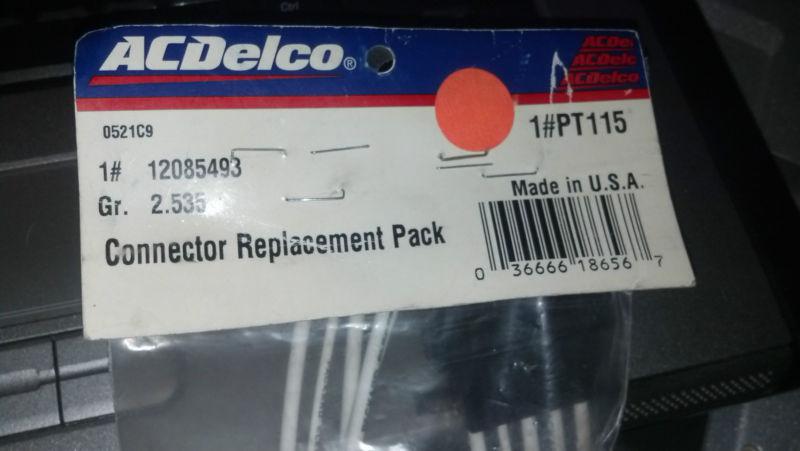 Ctrl
ACDelco®
ACDelco
ACDelco
ACDelco
0521C9
1#PT115
1# 12085493
Gr. 2.535
Made in U.S.A.
Connector Replacement Pack
0 36666 18656 7